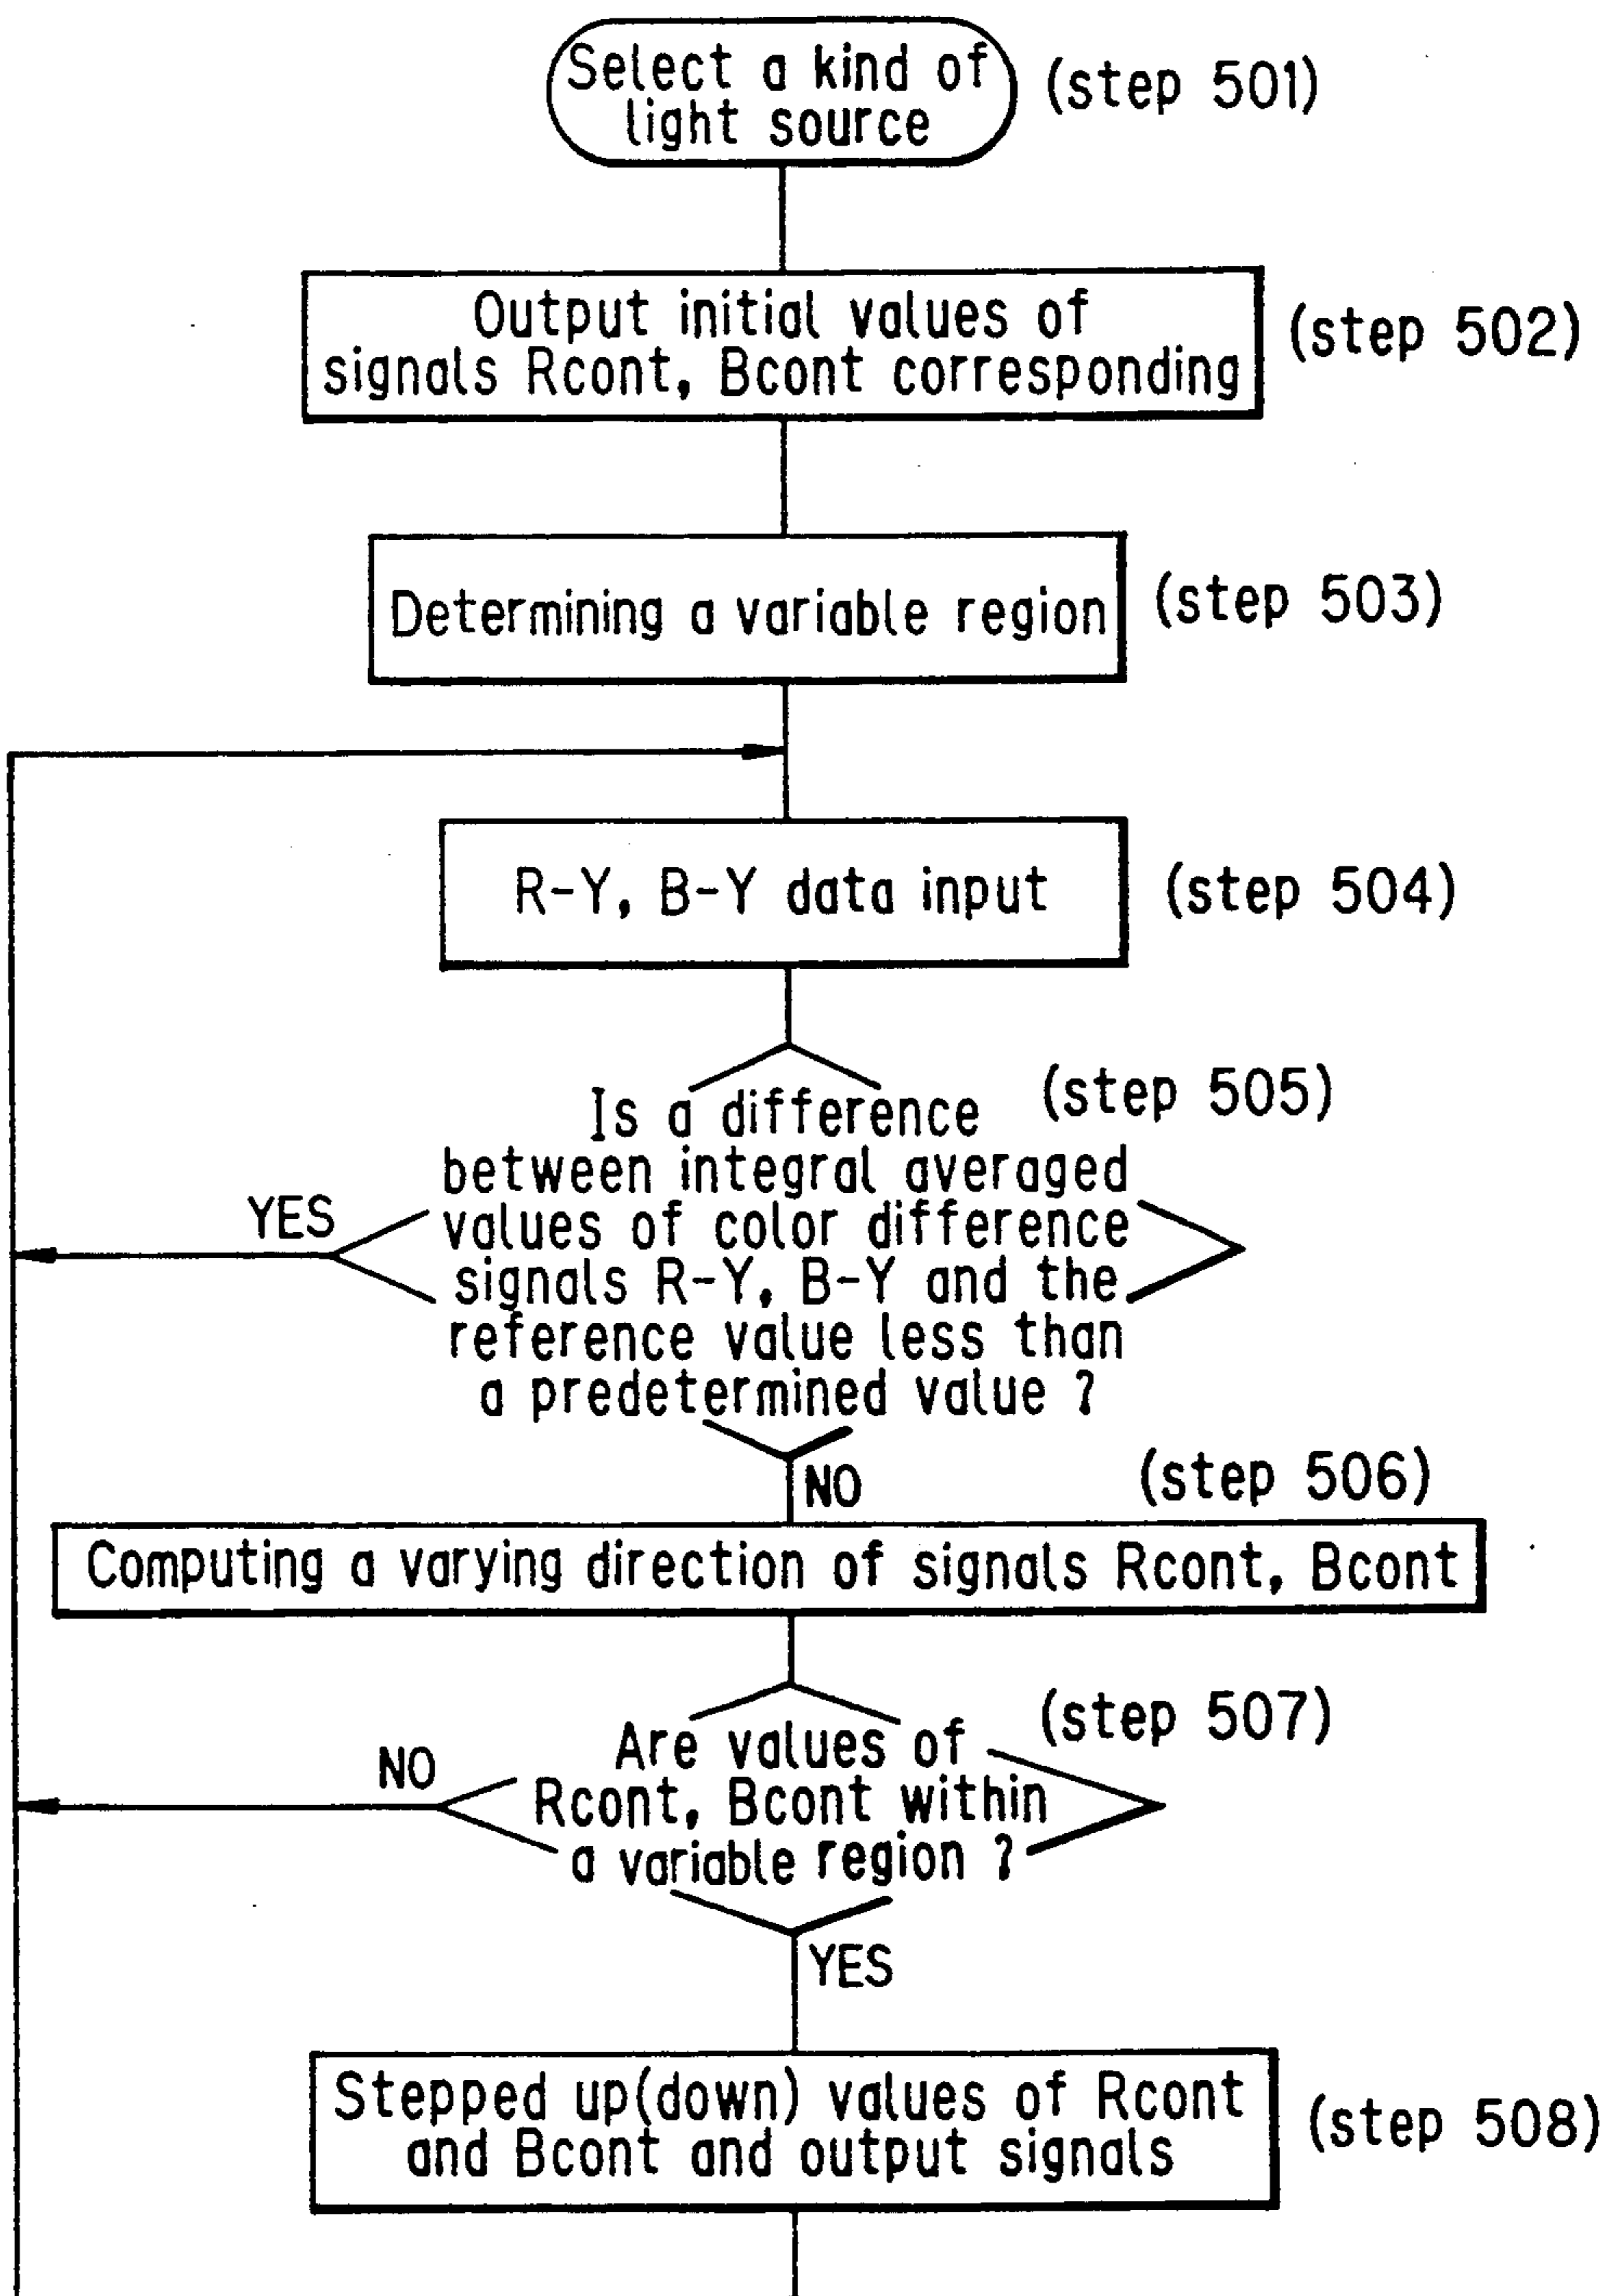 Select a kind of
light source
(step 501)
Output initial values of
signals Rcont, Bcont corresponding
(step 502)
Determining a variable region
(step 503)
R-Y, B-Y data input
(step 504)
(step 505)
Is a difference
between integral averaged
values of color difference
signals R-Y, B-Y and the
reference value less than
a predetermined value ?
YES
NO
(step 506)
Computing a varying direction of signals Rcont, Bcont
(step 507)
Are values of
Rcont, Bcont within
a variable region ?
NO
YES
Stepped up(down) values of Rcont
and Bcont and output signals
(step 508)